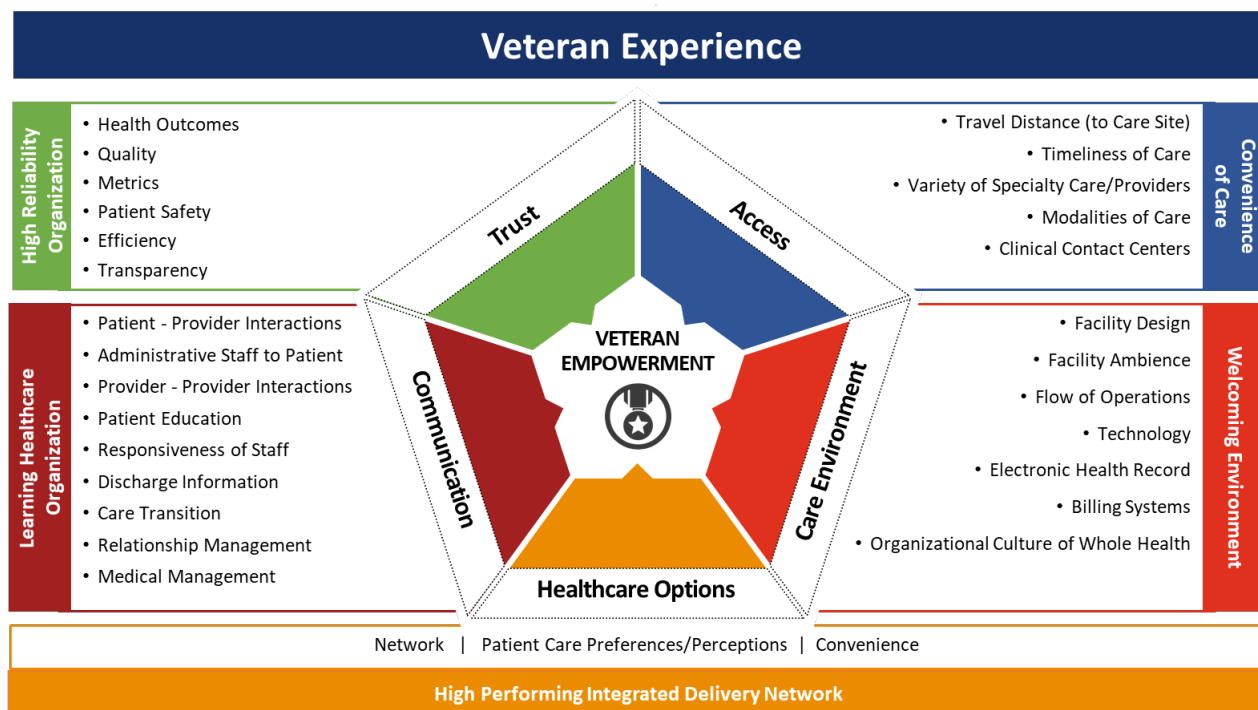 Veteran Experience
High Reliability
Organization
• Health Outcomes
• Quality
• Metrics
• Patient Safety
• Efficiency
• Transparency
Trust
Access
• Travel Distance (to Care Site)
• Timeliness of Care
• Variety of Specialty Care/Providers
• Modalities of Care
• Clinical Contact Centers
Convenience
of Care
Learning Healthcare
Organization
• Patient - Provider Interactions
• Administrative Staff to Patient
• Provider - Provider Interactions
• Patient Education
• Responsiveness of Staff
• Discharge Information
• Care Transition
• Relationship Management
• Medical Management
Communication
VETERAN
EMPOWERMENT
Care Environment
• Facility Design
• Facility Ambience
• Flow of Operations
• Technology
• Electronic Health Record
• Billing Systems
• Organizational Culture of Whole Health
Welcoming Environment
Healthcare Options
Network | Patient Care Preferences/Perceptions | Convenience
High Performing Integrated Delivery Network